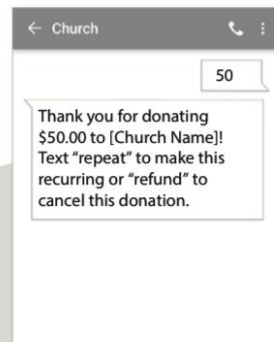 ← Church
50
Thank you for donating
$50.00 to [Church Name]!
Text “repeat” to make this
recurring or “refund” to
cancel this donation.